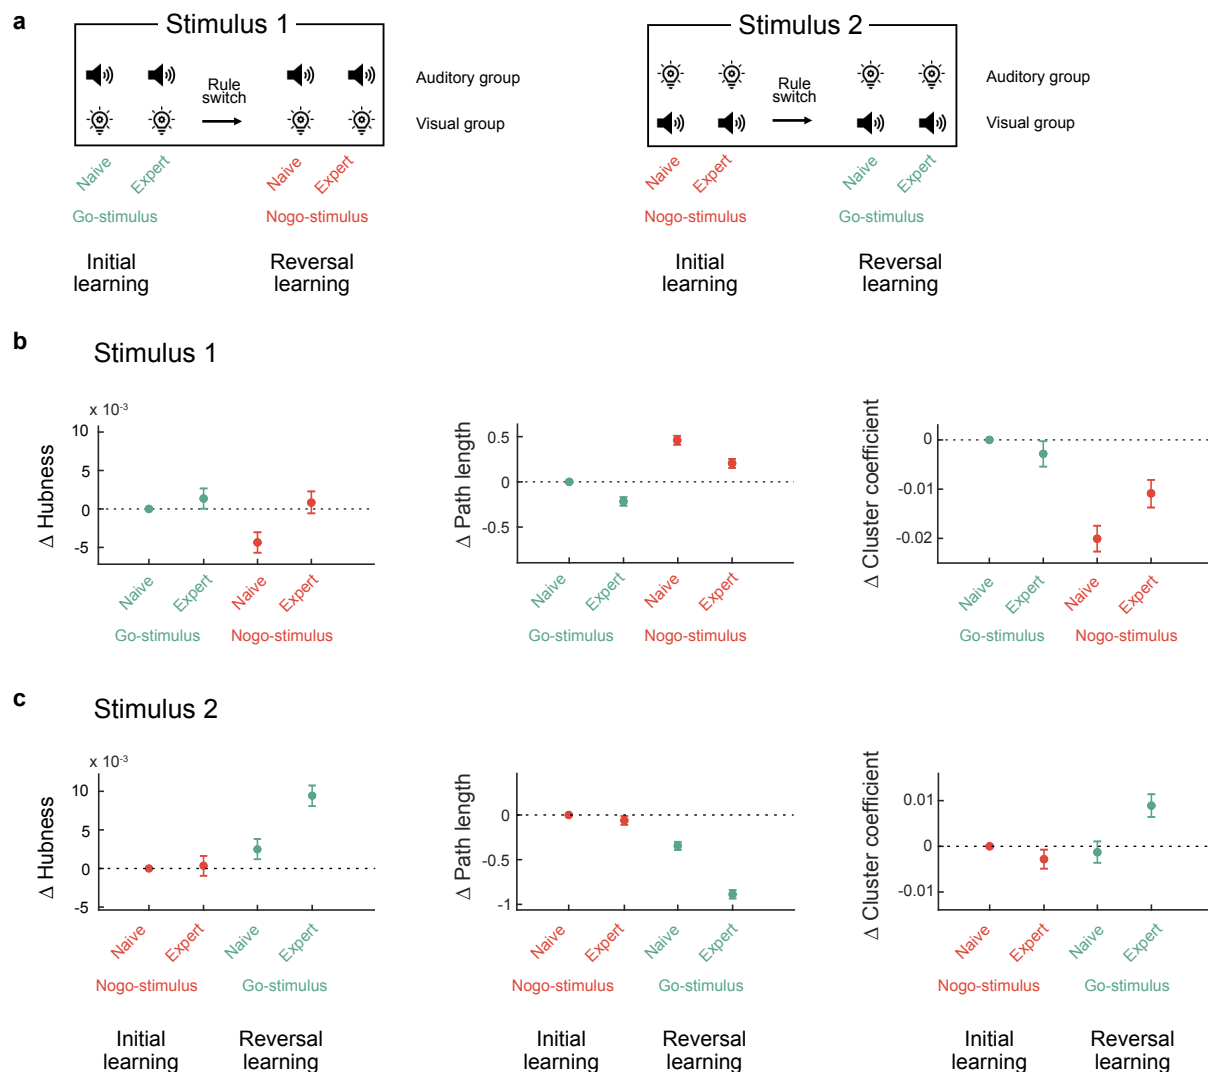 a
Stimulus 1
Rule
switch
Auditory group
Visual group
Naive
Expert
Naive
Expert
Go-stimulus
Nogo-stimulus
Initial
learning
Reversal
learning
Stimulus 2
Rule
switch
Auditory group
Visual group
Naive
Expert
Naive
Expert
Nogo-stimulus
Go-stimulus
Initial
learning
Reversal
learning
b
Stimulus 1
x 10⁻³
Δ Hubness
10
5
0
-5
Naive
Expert
Naive
Expert
Go-stimulus
Nogo-stimulus
Δ Path length
0.5
0
-0.5
Naive
Expert
Naive
Expert
Go-stimulus
Nogo-stimulus
Δ Cluster coefficient
0
-0.01
-0.02
Naive
Expert
Naive
Expert
Go-stimulus
Nogo-stimulus
c
Stimulus 2
x 10⁻³
Δ Hubness
10
5
0
-5
Naive
Expert
Naive
Expert
Nogo-stimulus
Go-stimulus
Initial
learning
Reversal
learning
Δ Path length
0
-0.5
-1
Naive
Expert
Naive
Expert
Nogo-stimulus
Go-stimulus
Initial
learning
Reversal
learning
Δ Cluster coefficient
0.01
0
-0.01
Naive
Expert
Naive
Expert
Nogo-stimulus
Go-stimulus
Initial
learning
Reversal
learning